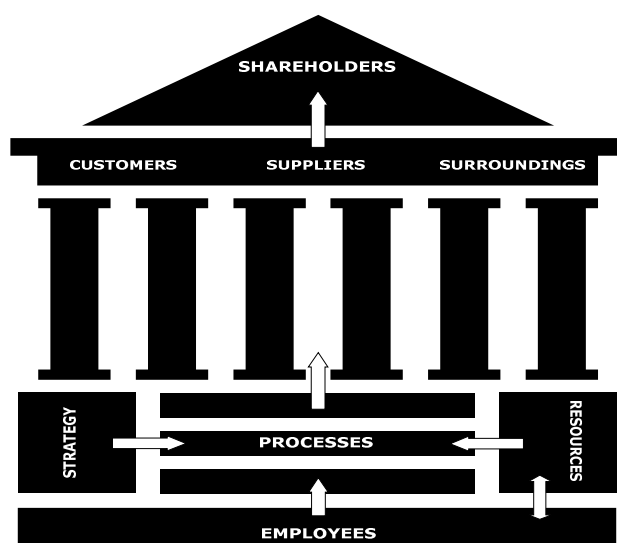 SHAREHOLDERS
CUSTOMERS SUPPLIERS SURROUNDINGS
STRATEGY
PROCESSES
RESOURCES
EMPLOYEES